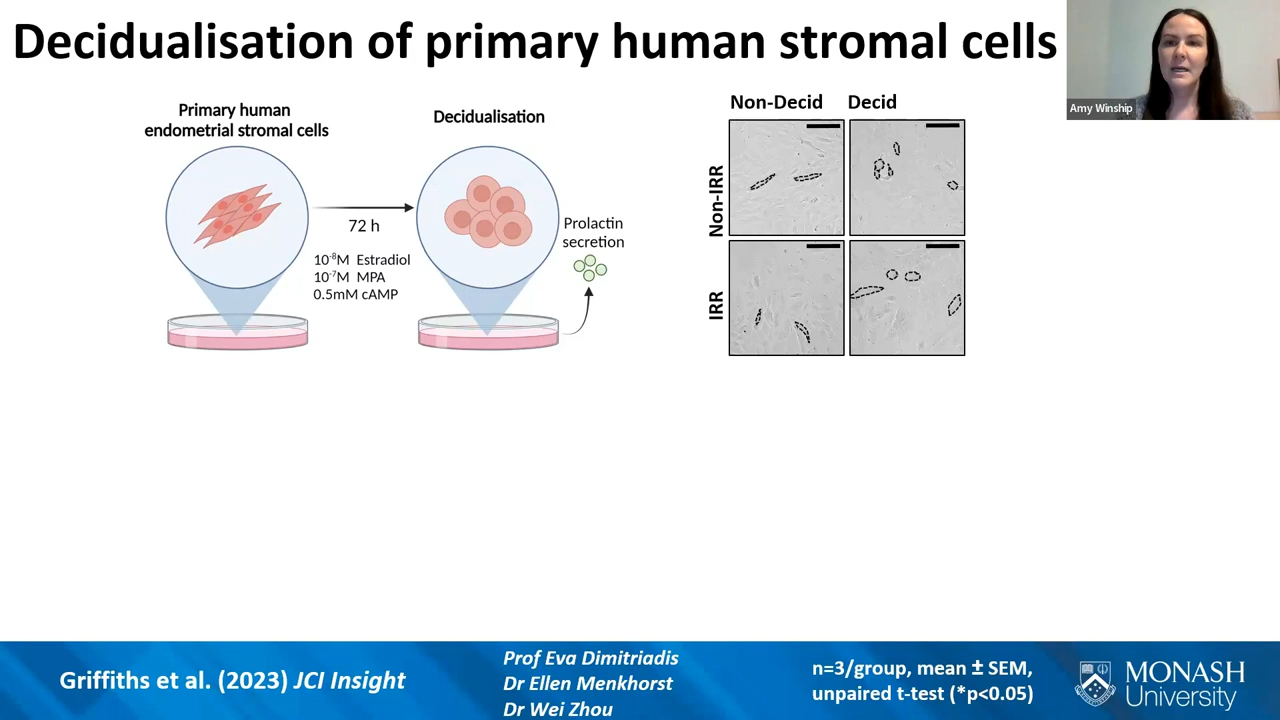 Decidualisation of primary human stromal cells
Amy Winship
Primary human
endometrial stromal cells
Decidualisation
72 h
10⁻⁸M Estradiol
10⁻⁷M MPA
0.5mM cAMP
Prolactin
secretion
Non-Decid Decid
Non-IRR
IRR
Griffiths et al. (2023) JCI Insight
Prof Eva Dimitriadis
Dr Ellen Menkhorst
Dr Wei Zhou
n=3/group, mean ± SEM,
unpaired t-test (*p<0.05)
MONASH
University